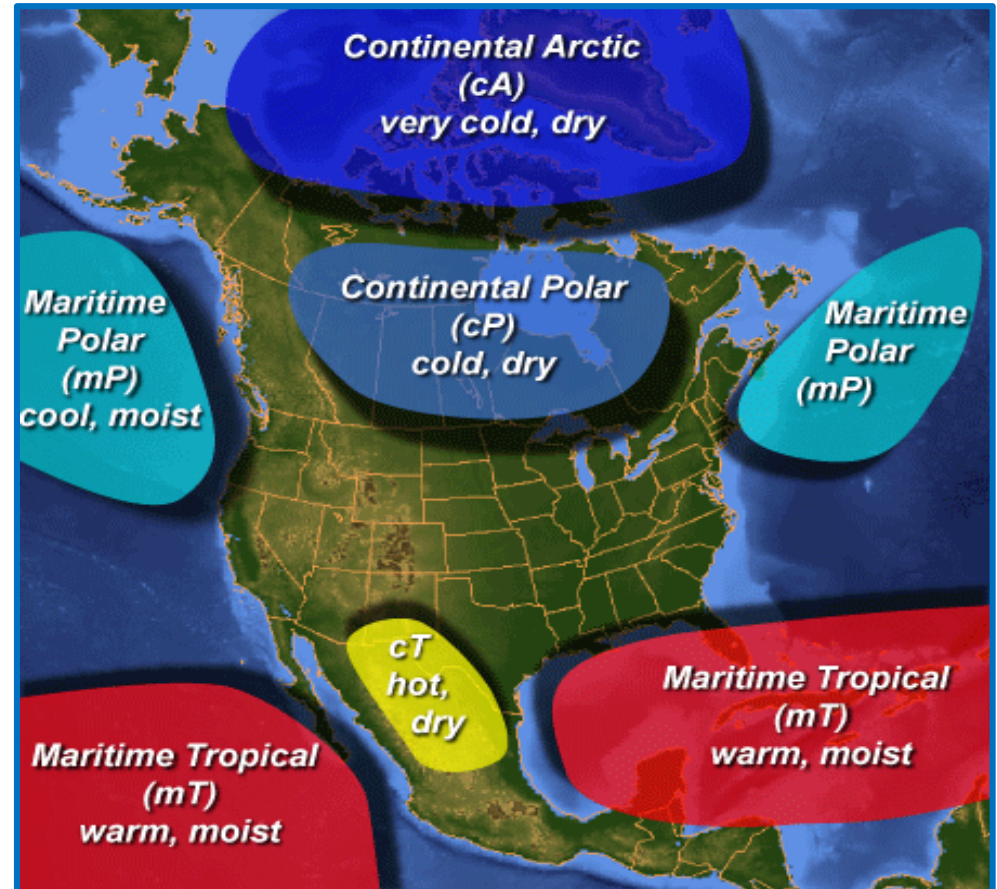 Continental Arctic
(cA)
very cold, dry
Continental Polar
(cP)
cold, dry
Maritime
Polar
(mP)
cool, moist
Maritime
Polar
(mP)
cT
hot,
dry
Maritime Tropical
(mT)
warm, moist
Maritime Tropical
(mT)
warm, moist